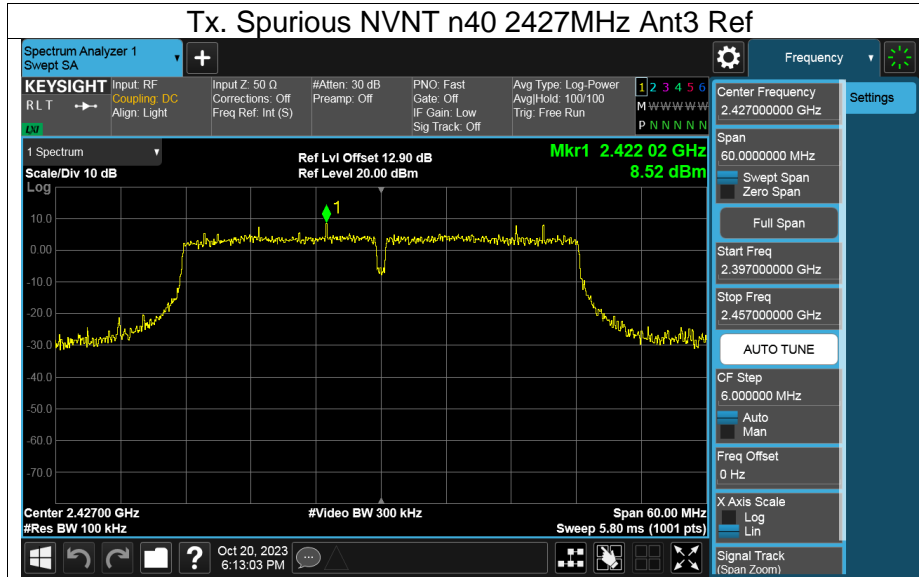 Tx. Spurious NVNT n40 2427MHz Ant3 Ref
Spectrum Analyzer 1
Swept SA
Frequency
KEYSIGHT
R L T
LXI
Input: RF
Coupling: DC
Align: Light
Input Z: 50 Ω
Corrections: Off
Freq Ref: Int (S)
#Atten: 30 dB
Preamp: Off
PNO: Fast
Gate: Off
IF Gain: Low
Sig Track: Off
Avg Type: Log-Power
Avg|Hold: 100/100
Trig: Free Run
1 2 3 4 5 6
M W W W W W
P N N N N N
1 Spectrum
Scale/Div 10 dB
Log
Ref Lvl Offset 12.90 dB
Ref Level 20.00 dBm
Mkr1 2.422 02 GHz
8.52 dBm
1
10.0
0.00
-10.0
-20.0
-30.0
-40.0
-50.0
-60.0
-70.0
Center 2.42700 GHz
#Res BW 100 kHz
#Video BW 300 kHz
Span 60.00 MHz
Sweep 5.80 ms (1001 pts)
Center Frequency
2.427000000 GHz
Settings
Span
60.0000000 MHz
Swept Span
Zero Span
Full Span
Start Freq
2.397000000 GHz
Stop Freq
2.457000000 GHz
AUTO TUNE
CF Step
6.000000 MHz
Auto
Man
Freq Offset
0 Hz
X Axis Scale
Log
Lin
Signal Track
(Span Zoom)
?
Oct 20, 2023
6:13:03 PM